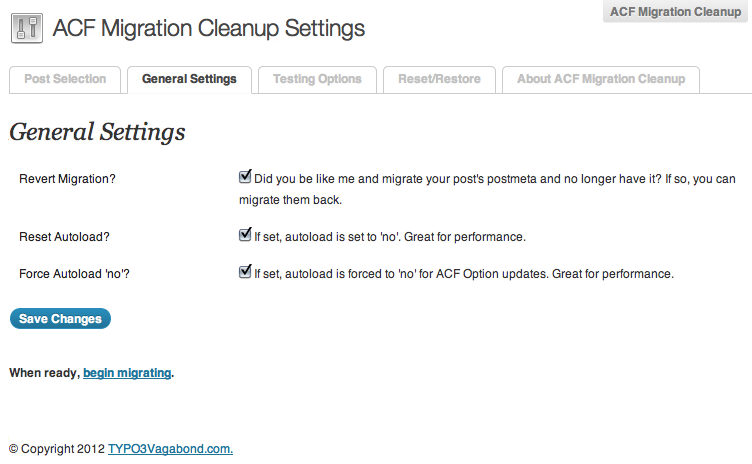 ACF Migration Cleanup
ACF Migration Cleanup Settings
Post Selection
General Settings
Testing Options
Reset/Restore
About ACF Migration Cleanup
General Settings
Revert Migration?
Did you be like me and migrate your post's postmeta and no longer have it? If so, you can
migrate them back.
Reset Autoload?
If set, autoload is set to 'no'. Great for performance.
Force Autoload 'no'?
If set, autoload is forced to 'no' for ACF Option updates. Great for performance.
Save Changes
When ready, begin migrating.
© Copyright 2012 TYPO3Vagabond.com.